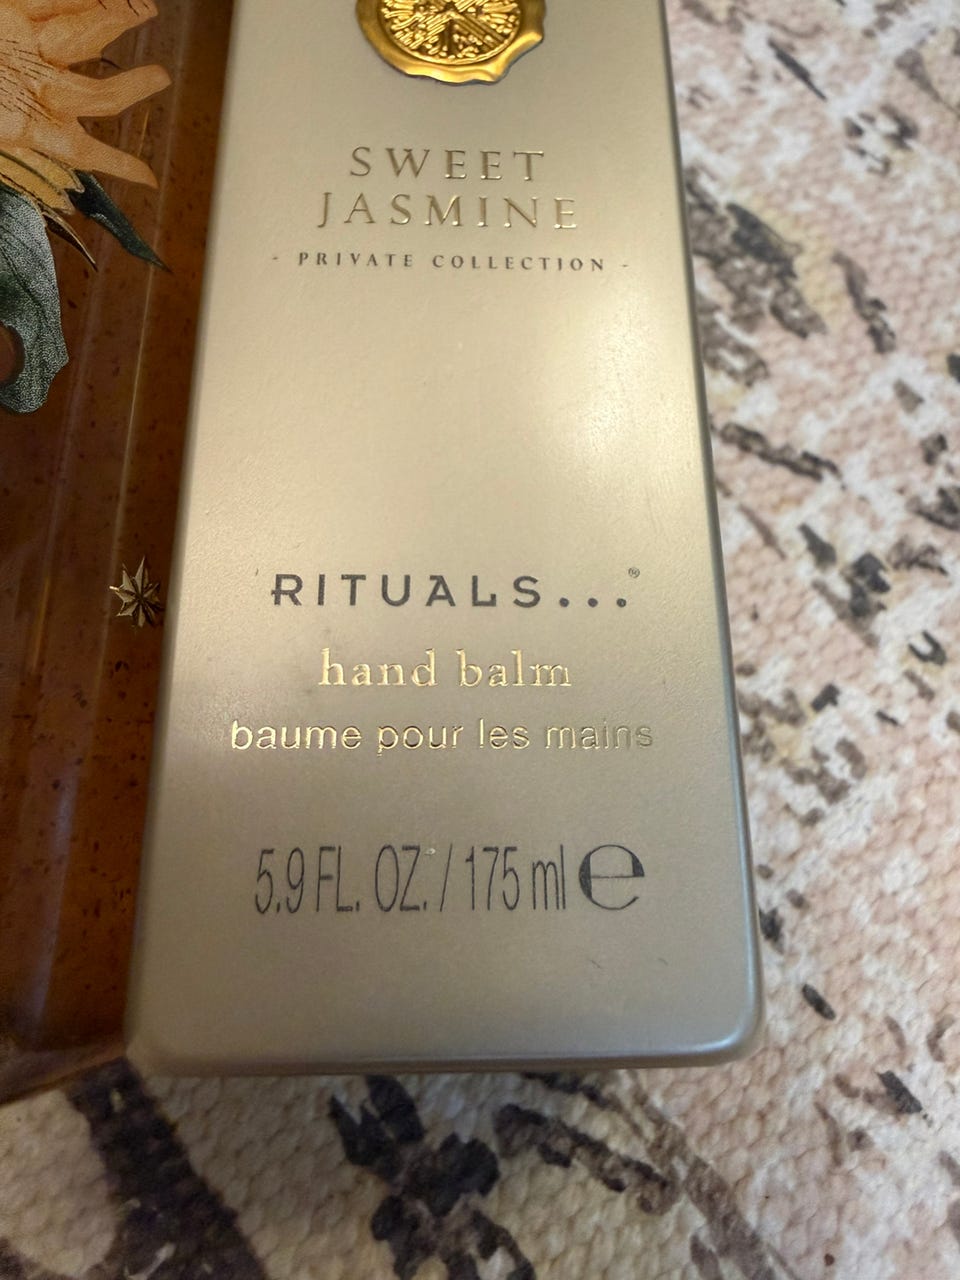 SWEET
JASMINE
- PRIVATE COLLECTION -
RITUALS...®
hand balm
baume pour les mains
5.9 FL. OZ. / 175 ml ℮